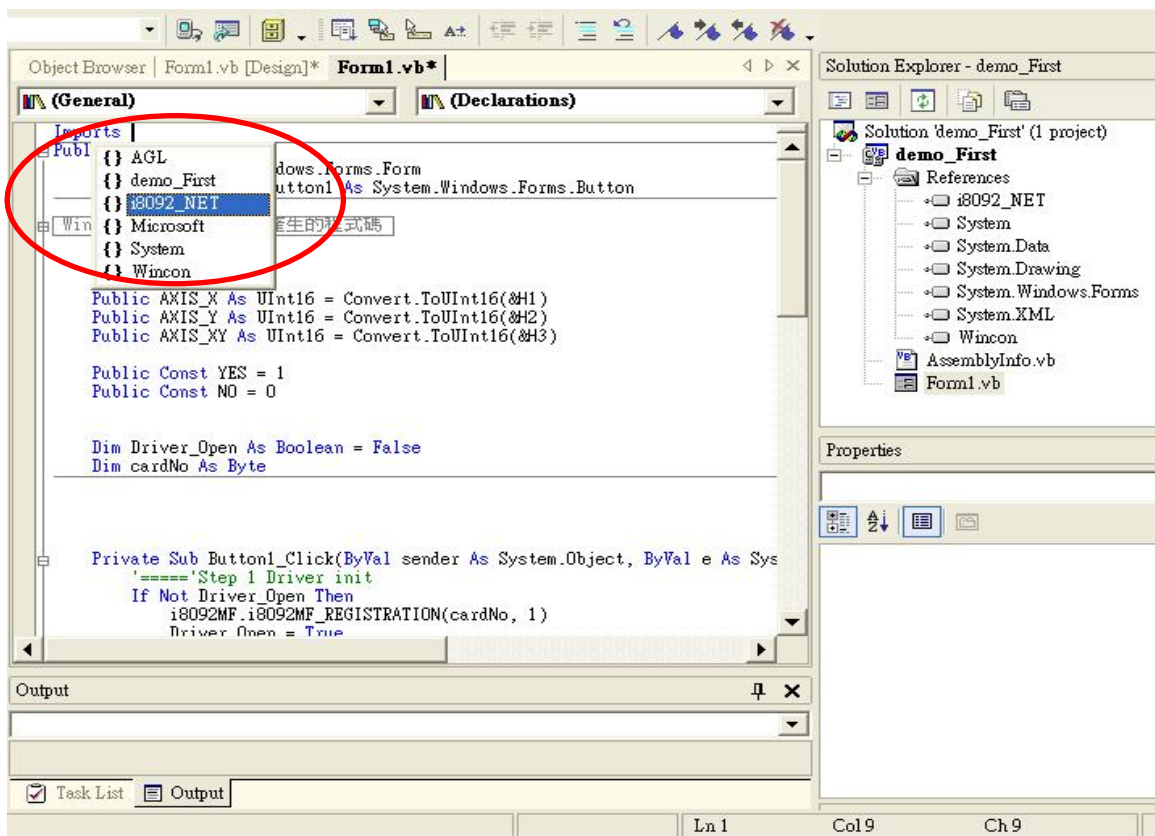 Object Browser | Form1.vb [Design]* Form1.vb*
(General) (Declarations)
Imports
Publ
{} AGL
{} demo_First
{} i8092_NET
{} Microsoft
{} System
{} Wincon
dows.Forms.Form
utton1 As System.Windows.Forms.Button
Win 產生的程式碼
Public AXIS_X As UInt16 = Convert.ToUInt16(&H1)
Public AXIS_Y As UInt16 = Convert.ToUInt16(&H2)
Public AXIS_XY As UInt16 = Convert.ToUInt16(&H3)
Public Const YES = 1
Public Const NO = 0
Dim Driver_Open As Boolean = False
Dim cardNo As Byte
Private Sub Button1_Click(ByVal sender As System.Object, ByVal e As Sys
'====='Step 1 Driver init
If Not Driver_Open Then
i8092MF.i8092MF_REGISTRATION(cardNo, 1)
Driver_Open = True
Output
Task List Output
Solution Explorer - demo_First
Solution 'demo_First' (1 project)
demo_First
References
i8092_NET
System
System.Data
System.Drawing
System.Windows.Forms
System.XML
Wincon
AssemblyInfo.vb
Form1.vb
Properties
Ln 1 Col 9 Ch 9